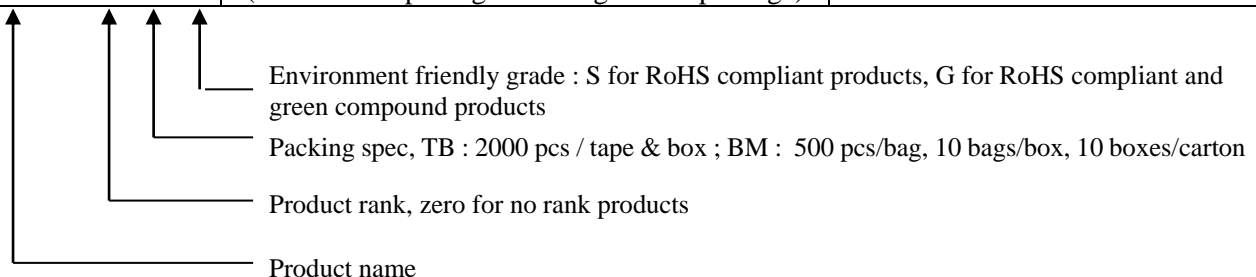 Environment friendly grade : S for RoHS compliant products, G for RoHS compliant and
green compound products
Packing spec, TB : 2000 pcs / tape & box ; BM : 500 pcs/bag, 10 bags/box, 10 boxes/carton
Product rank, zero for no rank products
Product name